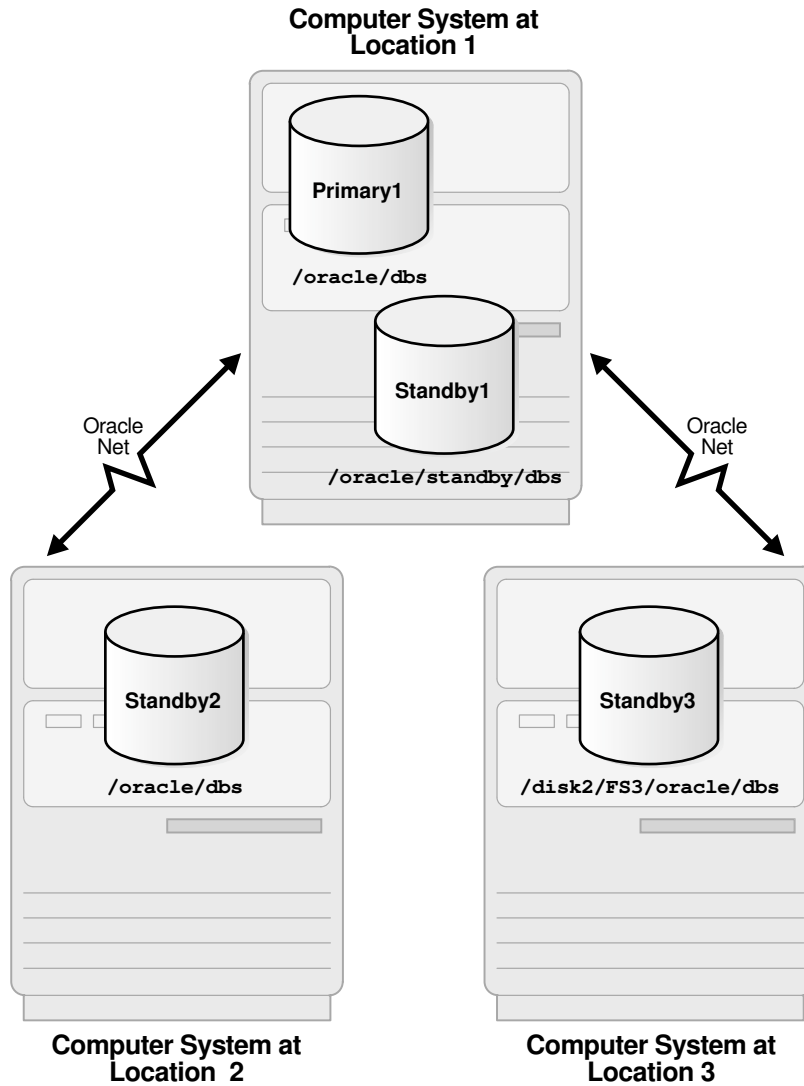 Computer System at
Location 1
Primary1
/oracle/dbs
Standby1
/oracle/standby/dbs
Oracle
Net
Oracle
Net
Standby2
/oracle/dbs
Standby3
/disk2/FS3/oracle/dbs
Computer System at
Location 2
Computer System at
Location 3